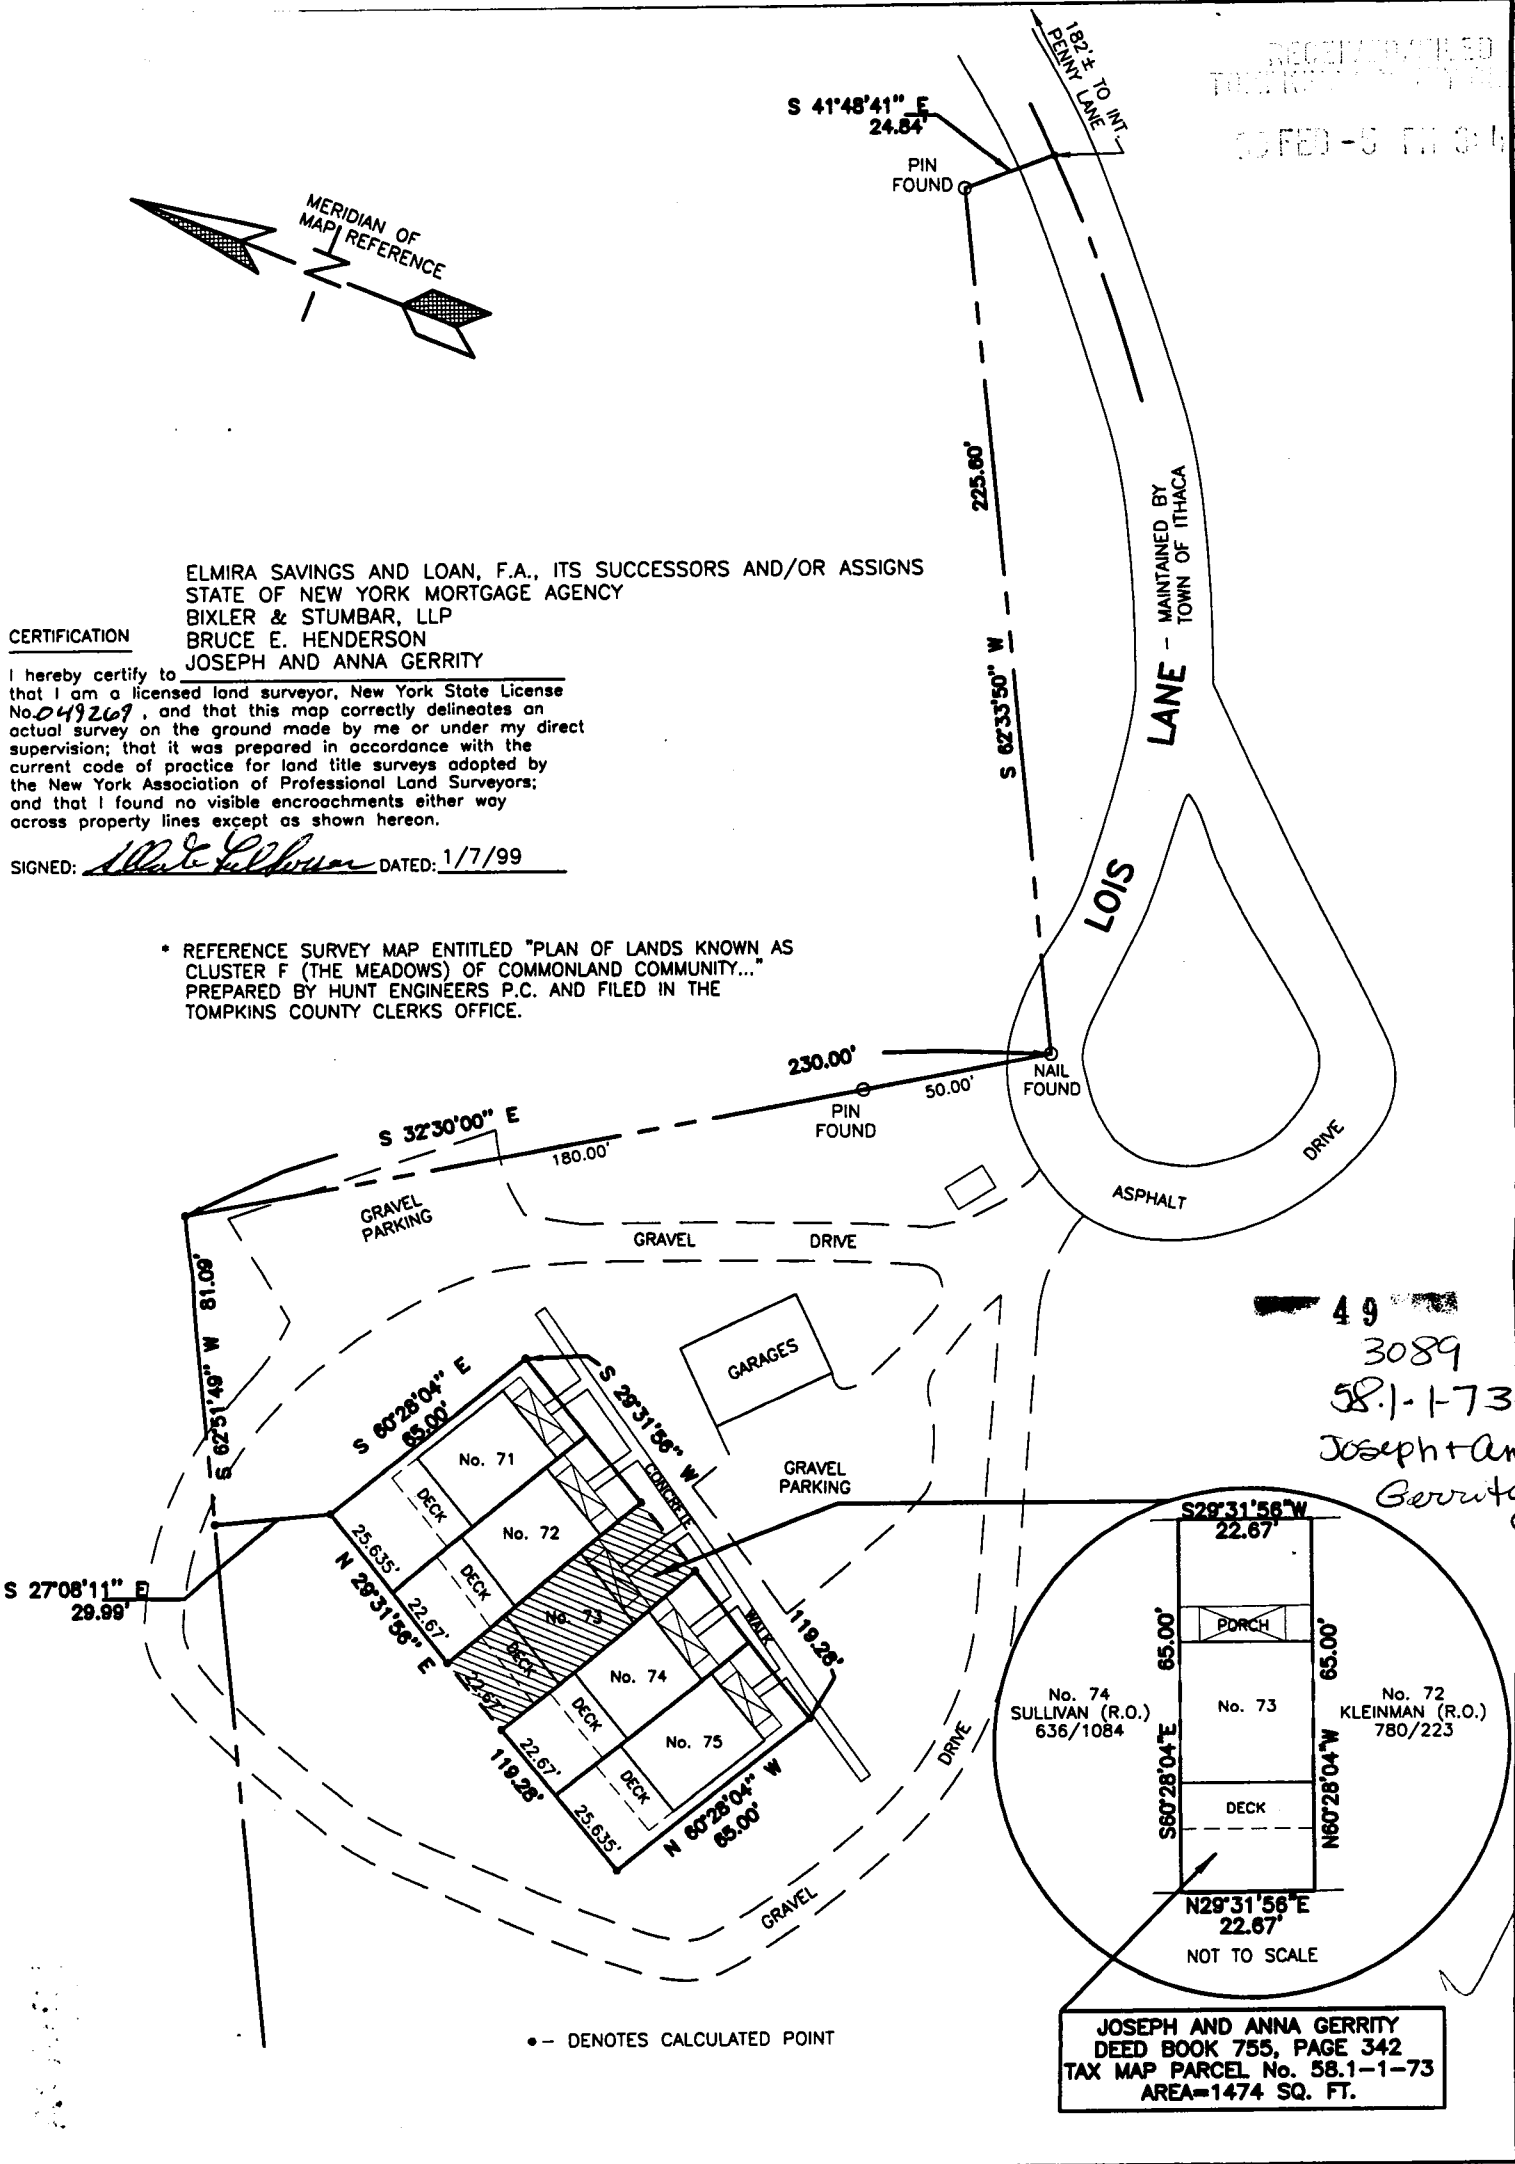 182'± TO INT.
PENNY LANE
S 41°48'41" E
24.84'
PIN
FOUND
MERIDIAN OF
MAP REFERENCE
225.60'
S 62°33'50" W
LOIS LANE - MAINTAINED BY
TOWN OF ITHACA
ELMIRA SAVINGS AND LOAN, F.A., ITS SUCCESSORS AND/OR ASSIGNS
STATE OF NEW YORK MORTGAGE AGENCY
BIXLER & STUMBAR, LLP
BRUCE E. HENDERSON
JOSEPH AND ANNA GERRITY
CERTIFICATION
I hereby certify to
that I am a licensed land surveyor, New York State License
No. 049269, and that this map correctly delineates an
actual survey on the ground made by me or under my direct
supervision; that it was prepared in accordance with the
current code of practice for land title surveys adopted by
the New York Association of Professional Land Surveyors;
and that I found no visible encroachments either way
across property lines except as shown hereon.
SIGNED: DATED: 1/7/99
* REFERENCE SURVEY MAP ENTITLED "PLAN OF LANDS KNOWN AS
CLUSTER F (THE MEADOWS) OF COMMONLAND COMMUNITY..."
PREPARED BY HUNT ENGINEERS P.C. AND FILED IN THE
TOMPKINS COUNTY CLERKS OFFICE.
230.00'
50.00'
NAIL
FOUND
PIN
FOUND
S 32°30'00" E
180.00'
DRIVE
ASPHALT
GRAVEL
PARKING
GRAVEL DRIVE
S 62°51'49" W 81.09'
GARAGES
S 60°28'04" E
65.00'
S 29°31'56" W
49
3089
58.1-1-73
Joseph + An
Gerrit
GRAVEL
PARKING
CONCRETE
WALK
119.28'
No. 71
DECK
No. 72
DECK
No. 73
DECK
No. 74
DECK
No. 75
DECK
25.635'
N 29°31'56" E
22.67'
22.67'
22.67'
119.28'
25.635'
N 60°28'04" W
65.00'
S 27°08'11" E
29.99'
DRIVE
GRAVEL
S29°31'56"W
22.67'
PORCH
65.00'
65.00'
No. 74
SULLIVAN (R.O.)
636/1084
No. 73
No. 72
KLEINMAN (R.O.)
780/223
S60°28'04"E
N60°28'04"W
DECK
N29°31'56"E
22.67'
NOT TO SCALE
●- DENOTES CALCULATED POINT
JOSEPH AND ANNA GERRITY
DEED BOOK 755, PAGE 342
TAX MAP PARCEL No. 58.1-1-73
AREA=1474 SQ. FT.